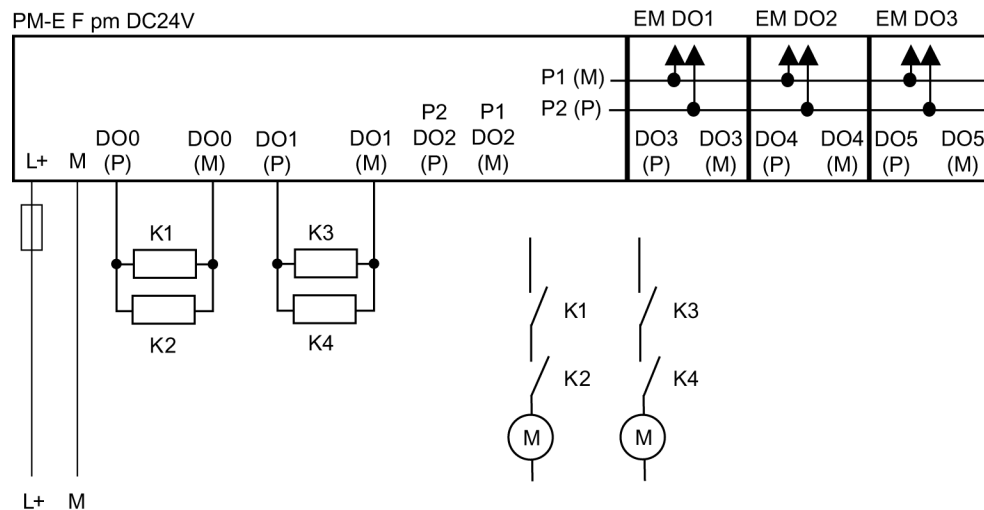 PM-E F pm DC24V
EM DO1 EM DO2 EM DO3
P1 (M)
P2 (P)
P2 P1
DO0 DO0 DO1 DO1 DO2 DO2 DO3 DO3 DO4 DO4 DO5 DO5
L+ M (P) (M) (P) (M) (P) (M) (P) (M) (P) (M) (P) (M)
K1 K3
K2 K4
K1 K3
K2 K4
M M
L+ M